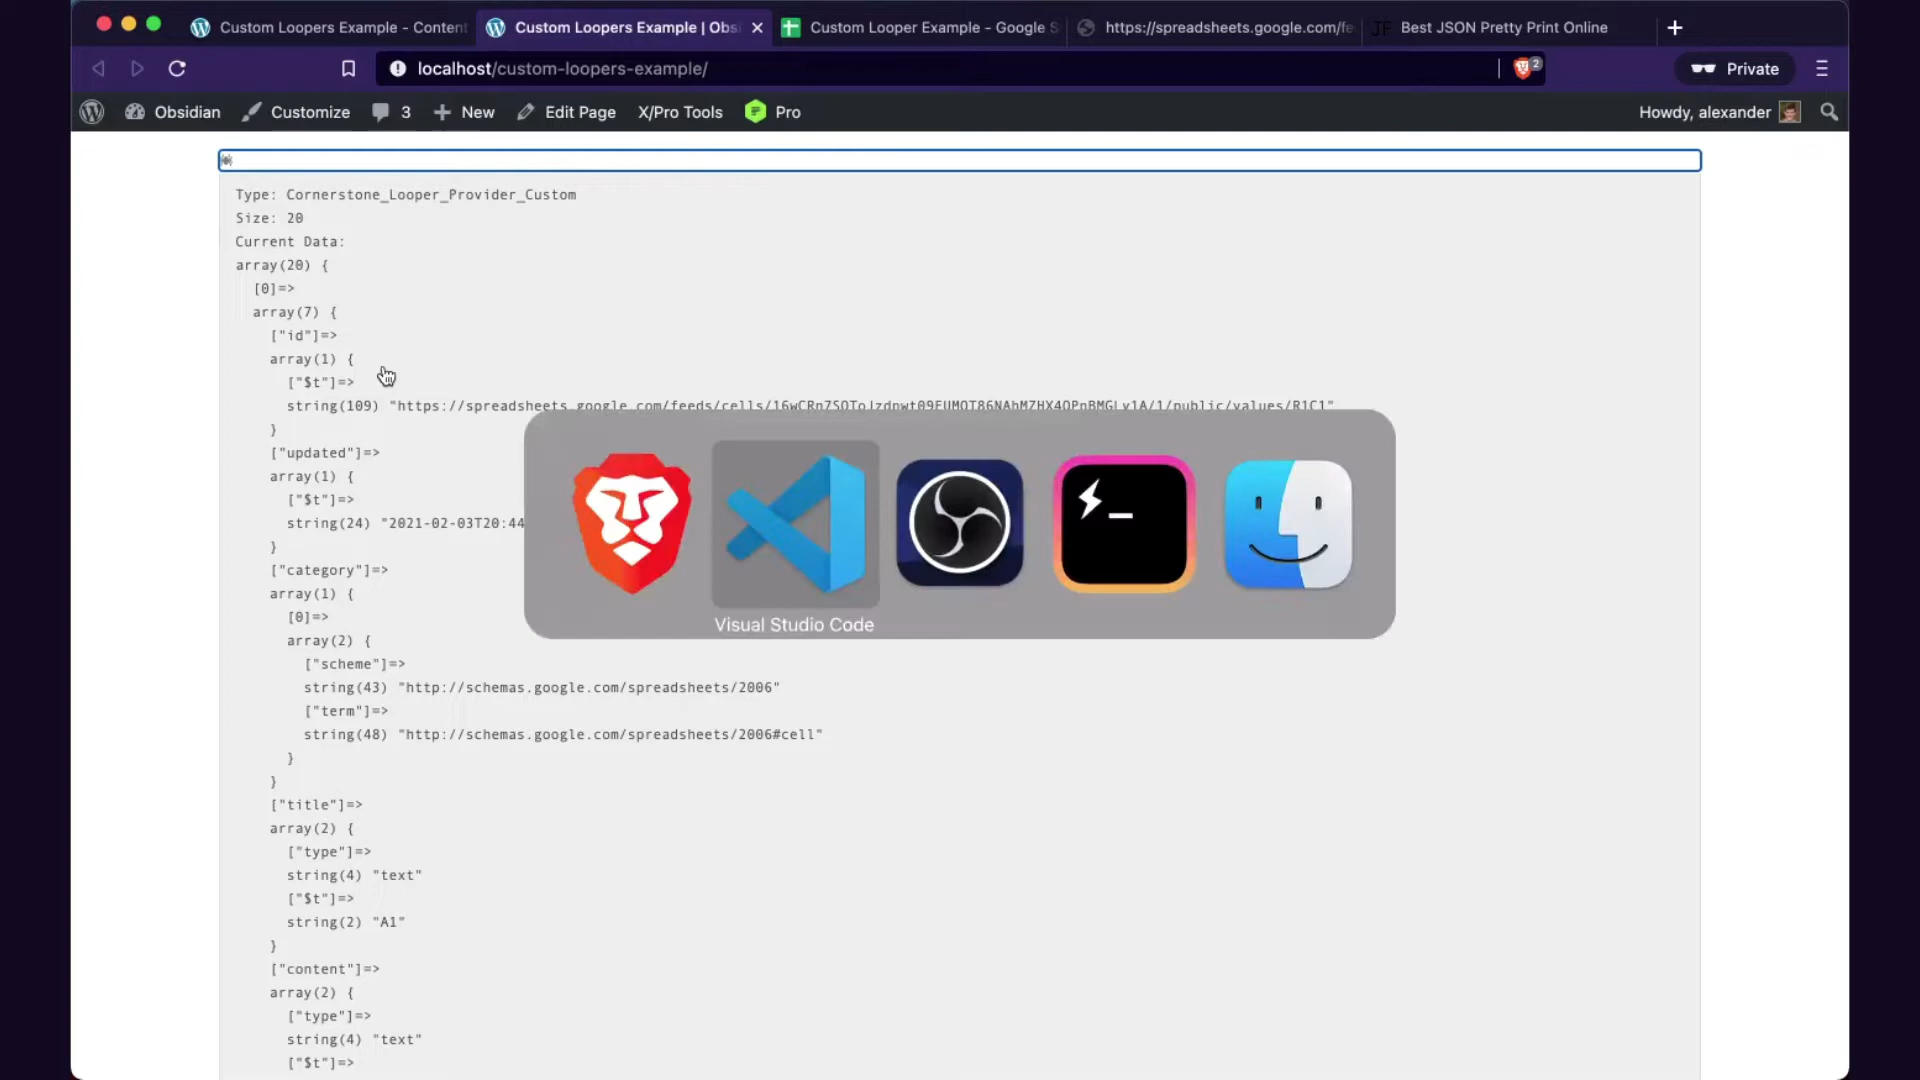 Custom Loopers Example - Content
Custom Loopers Example | Obs
Custom Looper Example - Google S
https://spreadsheets.google.com/fe
JF Best JSON Pretty Print Online
localhost/custom-loopers-example/
2
Private
Obsidian
Customize
3
New
Edit Page
X/Pro Tools
Pro
Howdy, alexander
Type: Cornerstone_Looper_Provider_Custom
Size: 20
Current Data:
array(20) {
[0]=>
array(7) {
["id"]=>
array(1) {
["$t"]=>
string(109) "https://spreadsheets.google.com/feeds/cells/
/1/public/values/R1C1"
}
["updated"]=>
array(1) {
["$t"]=>
string(24) "2021-02-03T20:44
}
["category"]=>
array(1) {
[0]=>
array(2) {
["scheme"]=>
string(43) "http://schemas.google.com/spreadsheets/2006"
["term"]=>
string(48) "http://schemas.google.com/spreadsheets/2006#cell"
}
}
["title"]=>
array(2) {
["type"]=>
string(4) "text"
["$t"]=>
string(2) "A1"
}
["content"]=>
array(2) {
["type"]=>
string(4) "text"
["$t"]=>
Visual Studio Code